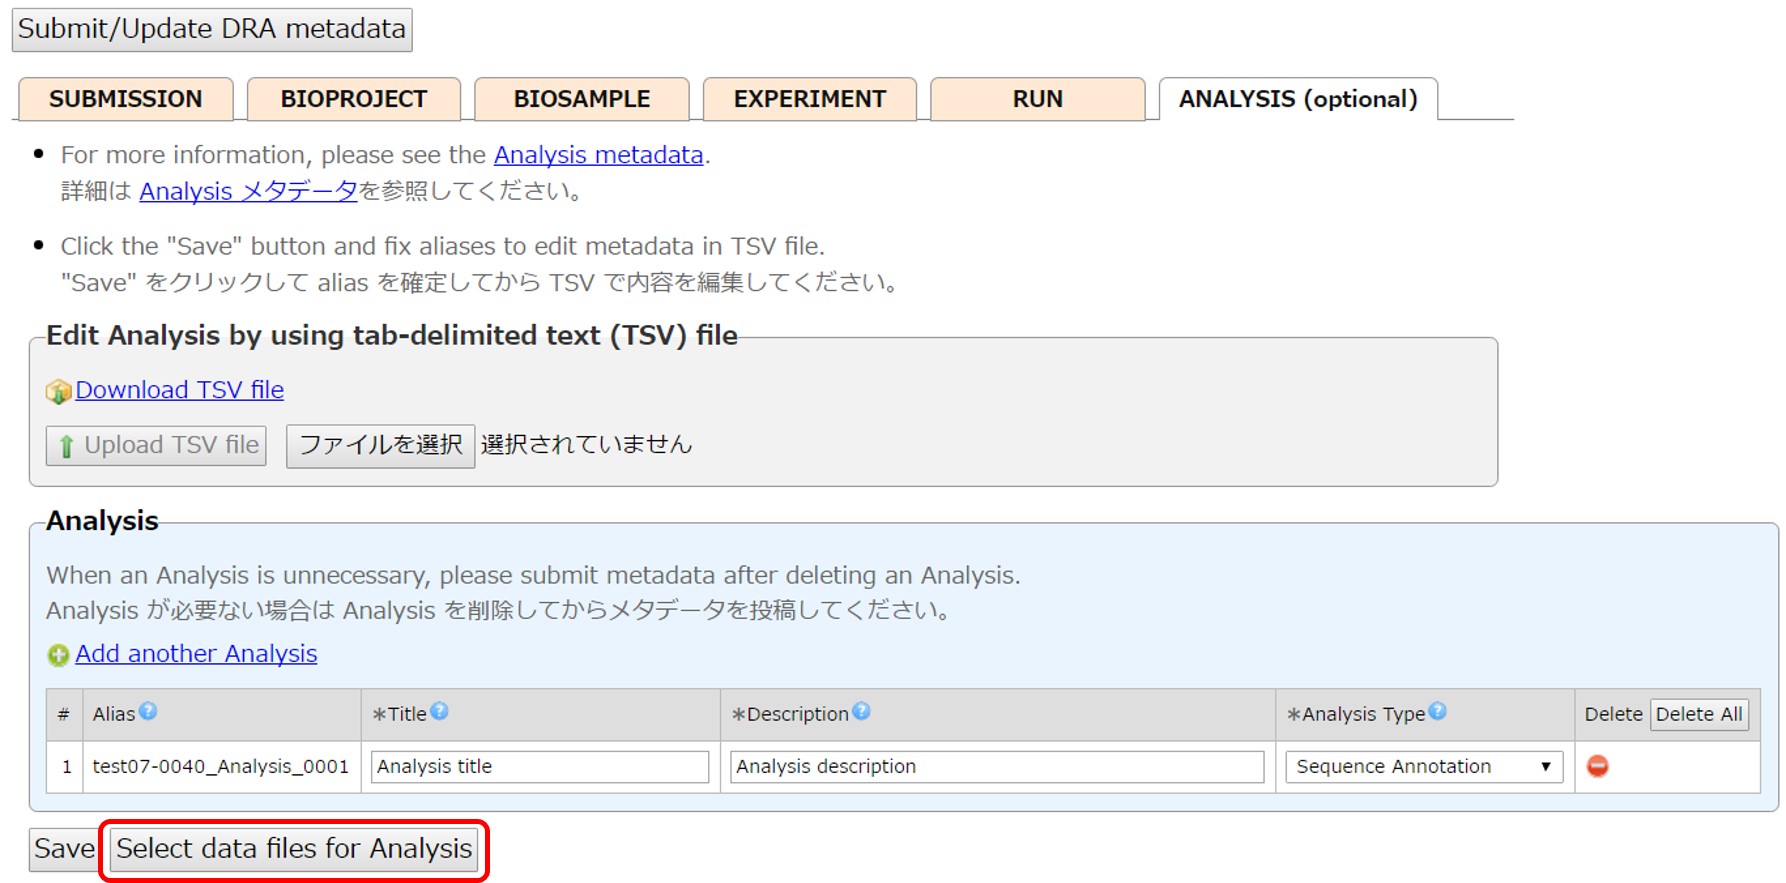 Submit/Update DRA metadata
SUBMISSION BIOPROJECT BIOSAMPLE EXPERIMENT RUN ANALYSIS (optional)
For more information, please see the Analysis metadata.
詳細は Analysis メタデータを参照してください。
Click the "Save" button and fix aliases to edit metadata in TSV file.
"Save" をクリックして alias を確定してから TSV で内容を編集してください。
Edit Analysis by using tab-delimited text (TSV) file
Download TSV file
Upload TSV file ファイルを選択 選択されていません
Analysis
When an Analysis is unnecessary, please submit metadata after deleting an Analysis.
Analysis が必要ない場合は Analysis を削除してからメタデータを投稿してください。
Add another Analysis
# Alias? *Title? *Description? *Analysis Type? Delete Delete All
1 test07-0040_Analysis_0001 Analysis title Analysis description Sequence Annotation
Save Select data files for Analysis